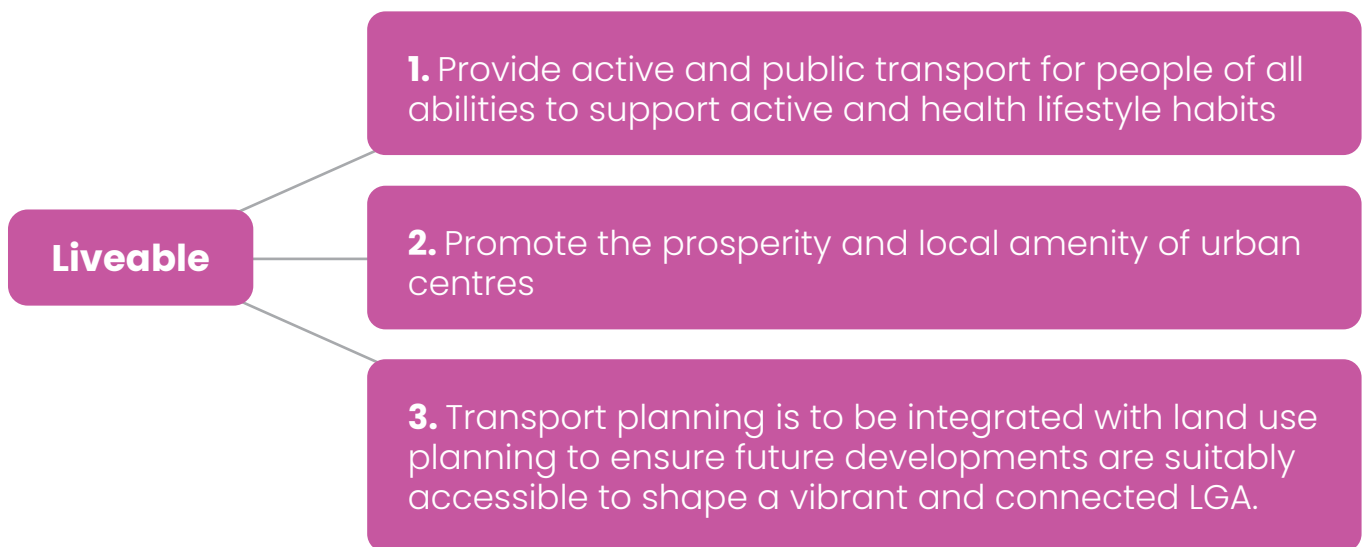 Liveable
1. Provide active and public transport for people of all
abilities to support active and health lifestyle habits
2. Promote the prosperity and local amenity of urban
centres
3. Transport planning is to be integrated with land use
planning to ensure future developments are suitably
accessible to shape a vibrant and connected LGA.